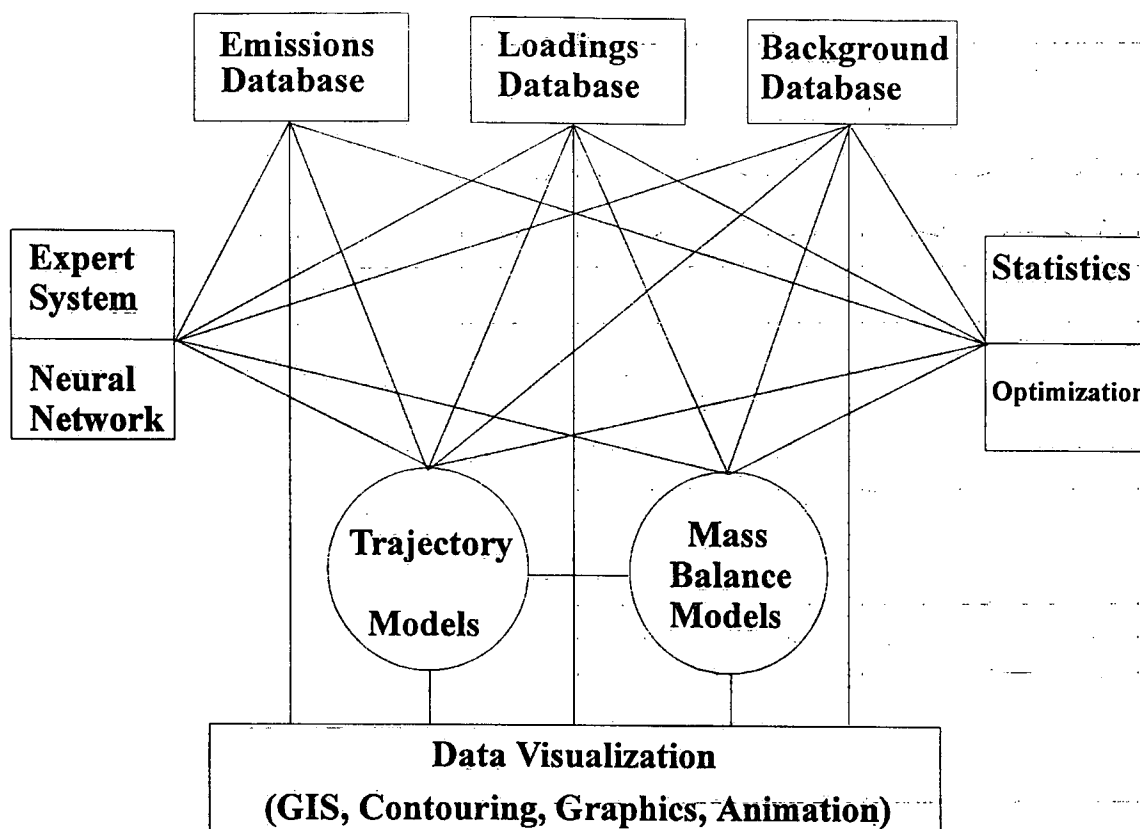 Emissions
Database
Loadings
Database
Background
Database
Expert
System
Neural
Network
Statistics
Optimization
Trajectory
Models
Mass
Balance
Models
Data Visualization
(GIS, Contouring, Graphics, Animation)